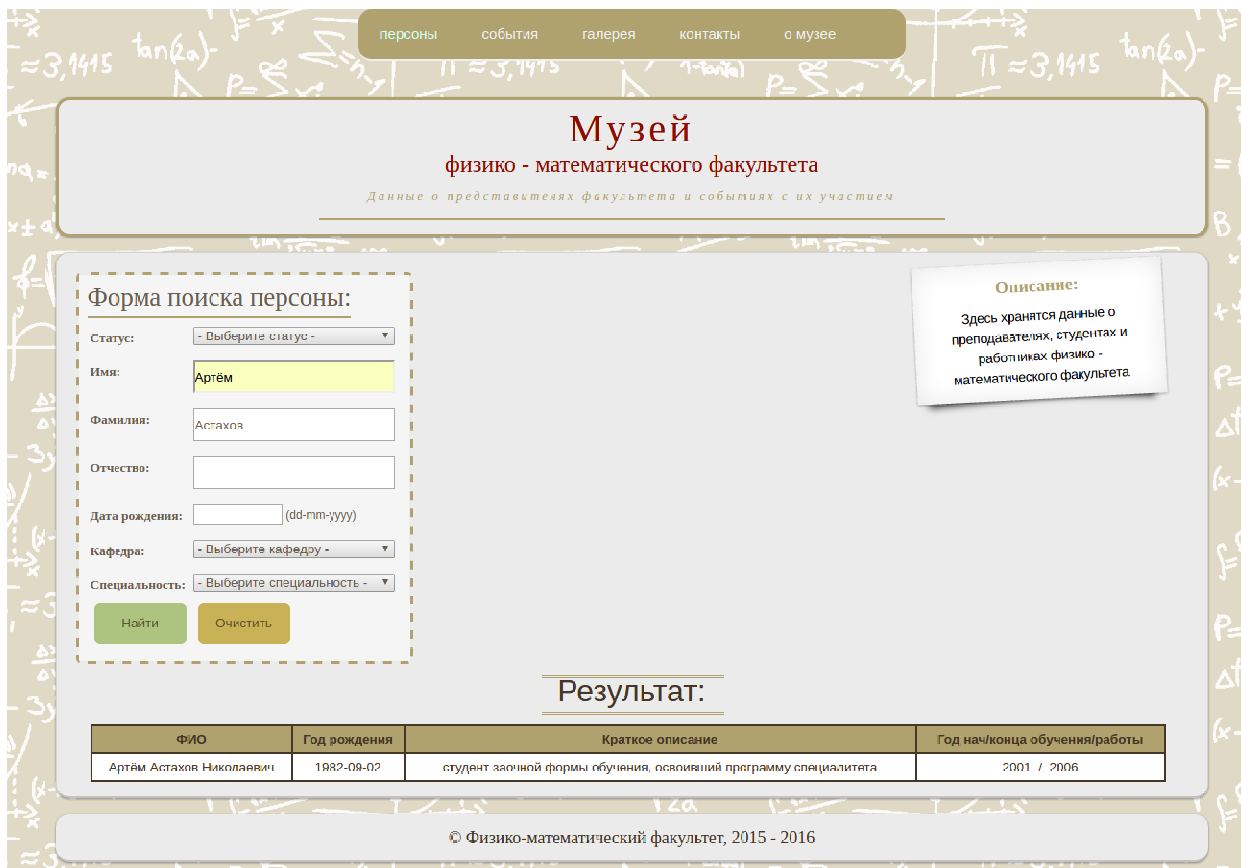 персоны события галерея контакты о музее
Музей
физико - математического факультета
Данные о представителях факультета и событиях с их участием
Форма поиска персоны:
Статус: - Выберите статус -
Имя: Артём
Фамилия: Астахов
Отчество:
Дата рождения: (dd-mm-yyyy)
Кафедра: - Выберите кафедру -
Специальность: - Выберите специальность -
Найти Очистить
Описание:
Здесь хранятся данные о
преподавателях, студентах и
работниках физико -
математического факультета
Результат:
ФИО Год рождения Краткое описание Год нач/конца обучения/работы
Артём Астахов Николаевич 1982-09-02 студент заочной формы обучения, освоивший программу специалитета 2001 / 2006
© Физико-математический факультет, 2015 - 2016